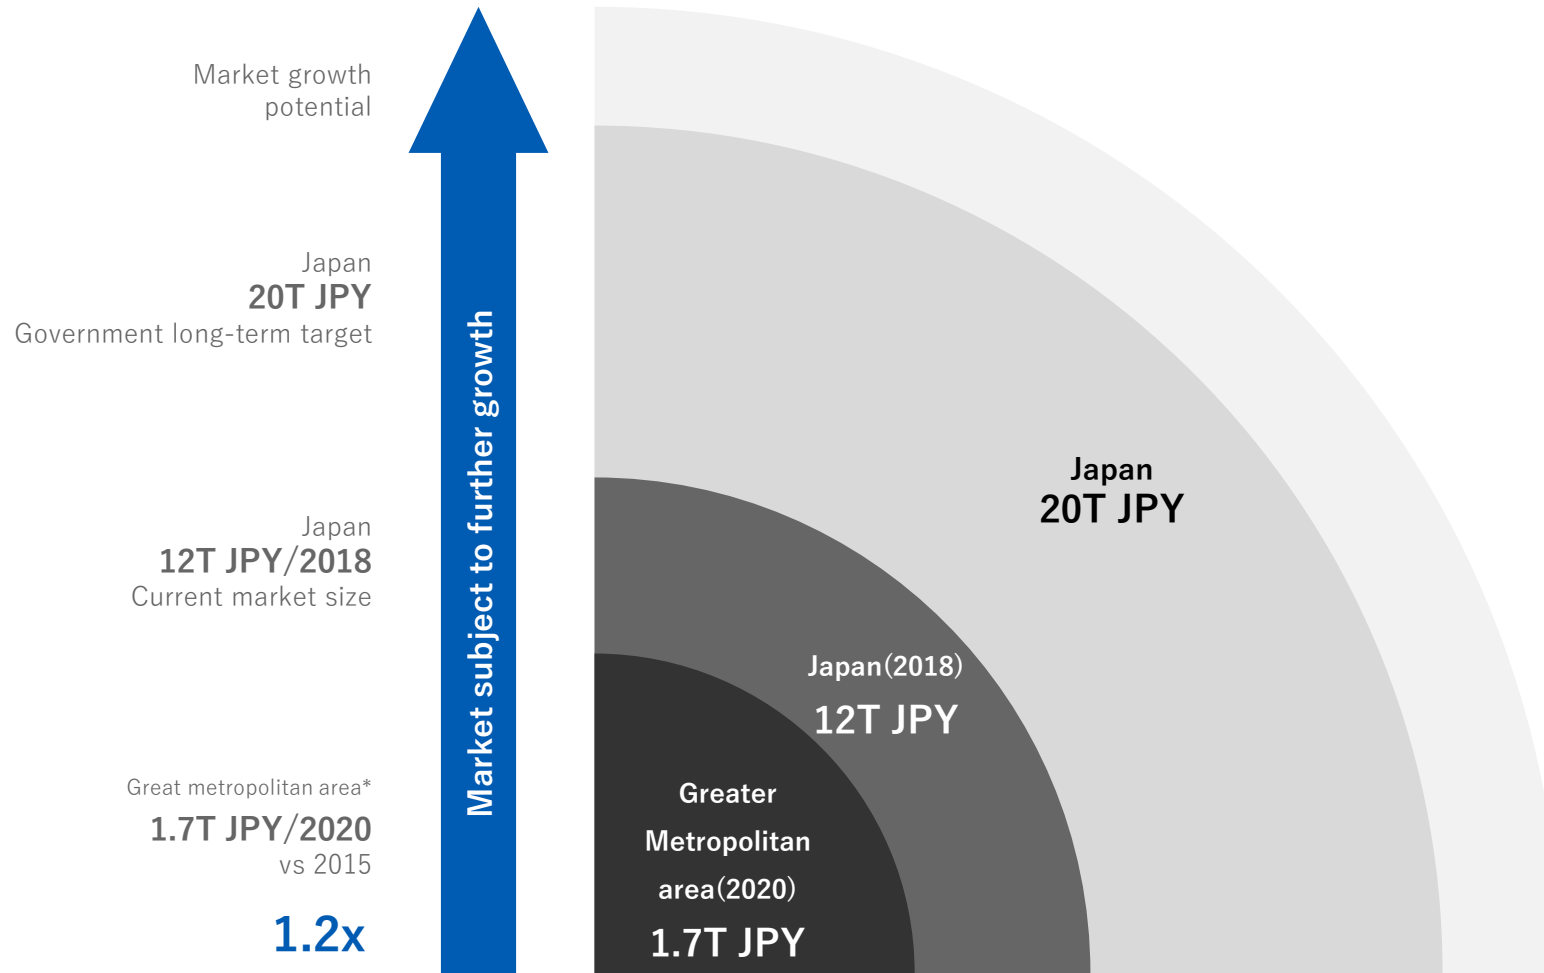 Market growth
potential
Japan
20T JPY
Government long-term target
Japan
12T JPY/2018
Current market size
Great metropolitan area*
1.7T JPY/2020
vs 2015
1.2x
Market subject to further growth
Japan
20T JPY
Japan(2018)
12T JPY
Greater
Metropolitan
area(2020)
1.7T JPY